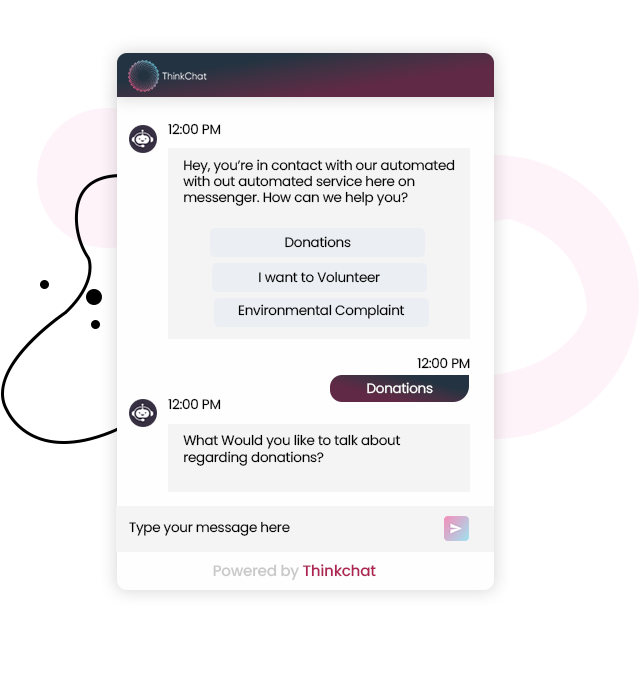 ThinkChat
12:00 PM
Hey, you're in contact with our automated
with out automated service here on
messenger. How can we help you?
Donations
I want to Volunteer
Environmental Complaint
12:00 PM
Donations
12:00 PM
What Would you like to talk about
regarding donations?
Type your message here
Powered by Thinkchat